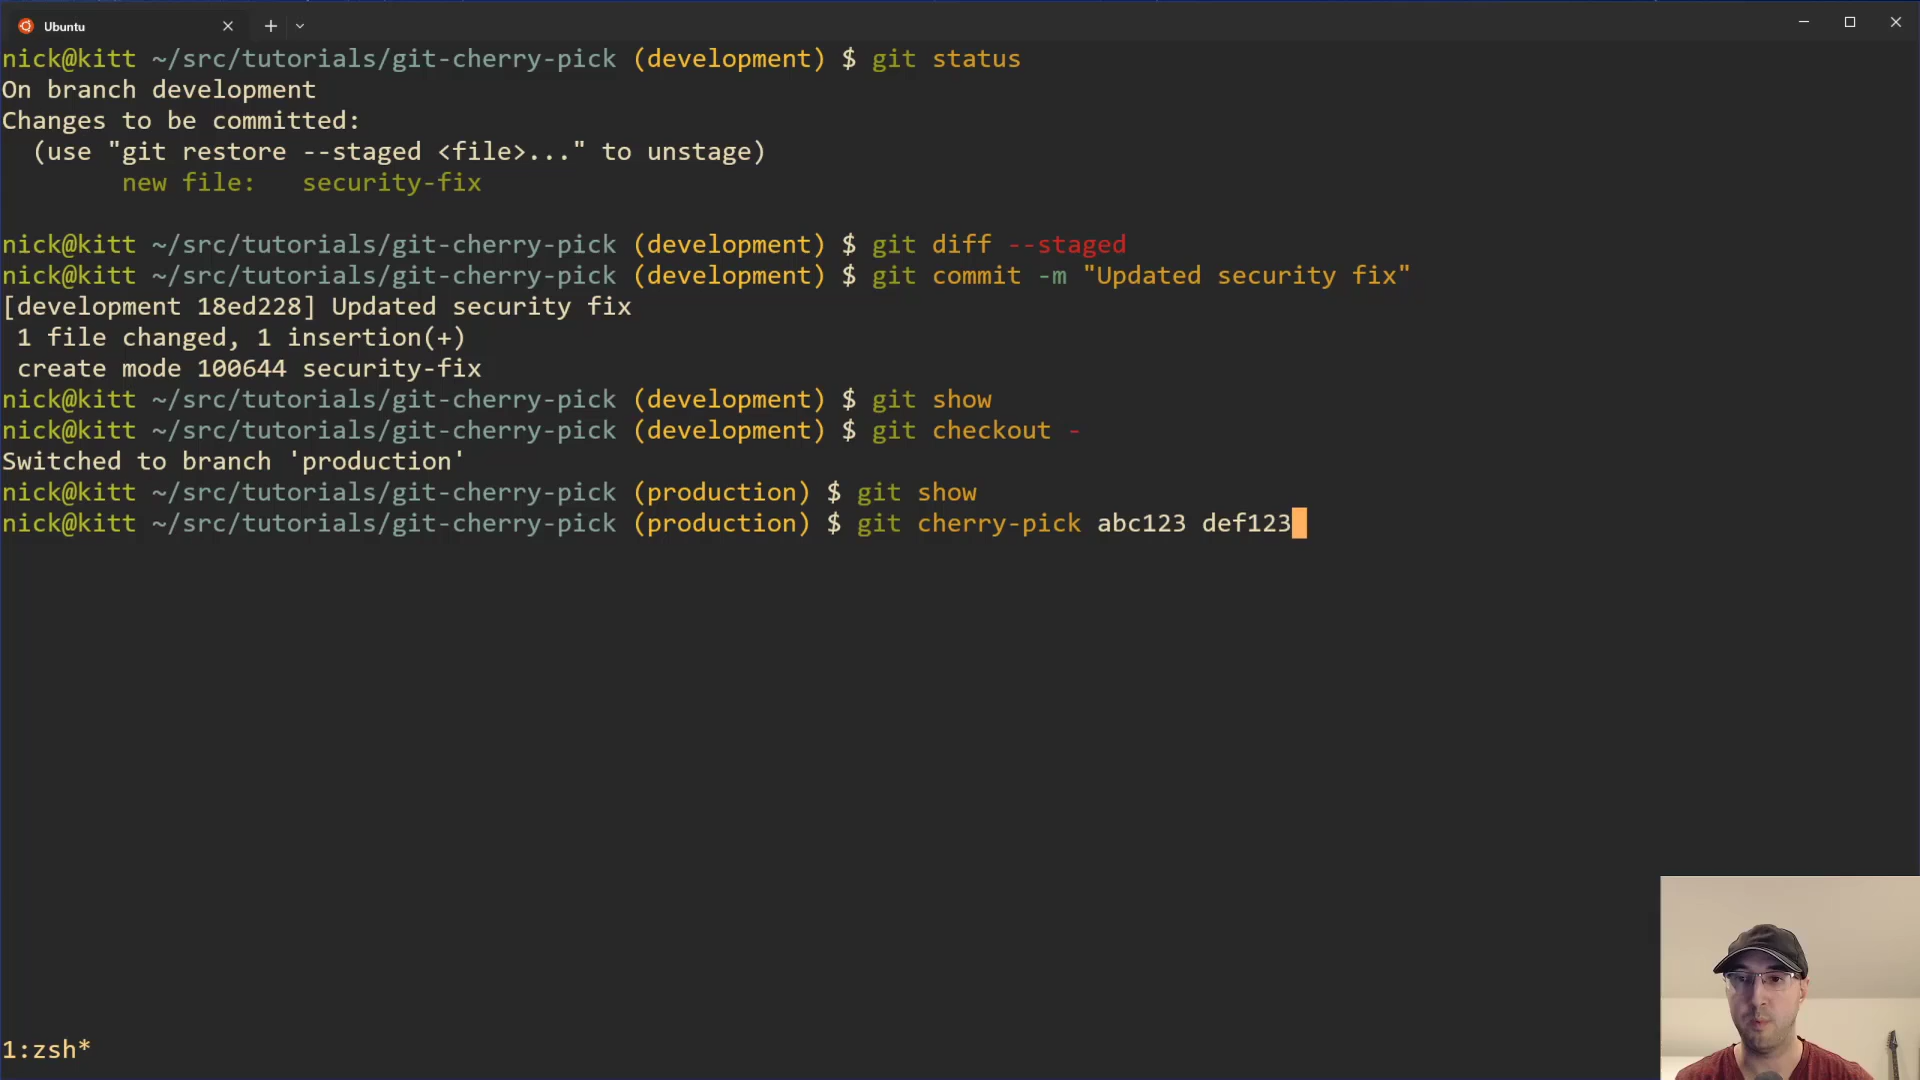 Ubuntu
nick@kitt ~/src/tutorials/git-cherry-pick (development) $ git status
On branch development
Changes to be committed:
  (use "git restore --staged <file>..." to unstage)
        new file:   security-fix
nick@kitt ~/src/tutorials/git-cherry-pick (development) $ git diff --staged
nick@kitt ~/src/tutorials/git-cherry-pick (development) $ git commit -m "Updated security fix"
[development 18ed228] Updated security fix
 1 file changed, 1 insertion(+)
 create mode 100644 security-fix
nick@kitt ~/src/tutorials/git-cherry-pick (development) $ git show
nick@kitt ~/src/tutorials/git-cherry-pick (development) $ git checkout -
Switched to branch 'production'
nick@kitt ~/src/tutorials/git-cherry-pick (production) $ git show
nick@kitt ~/src/tutorials/git-cherry-pick (production) $ git cherry-pick abc123 def123
1:zsh*